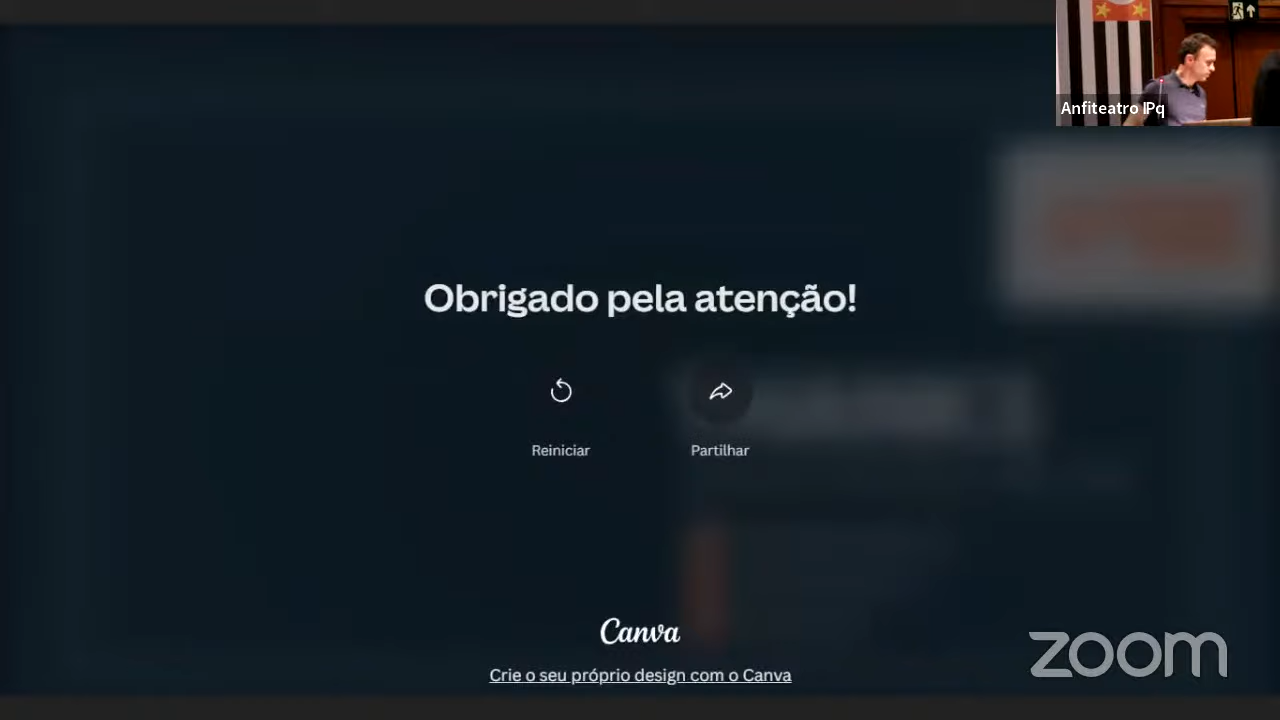 Anfiteatro IPq
Obrigado pela atenção!
Reiniciar
Partilhar
Canva
Crie o seu próprio design com o Canva
zoom